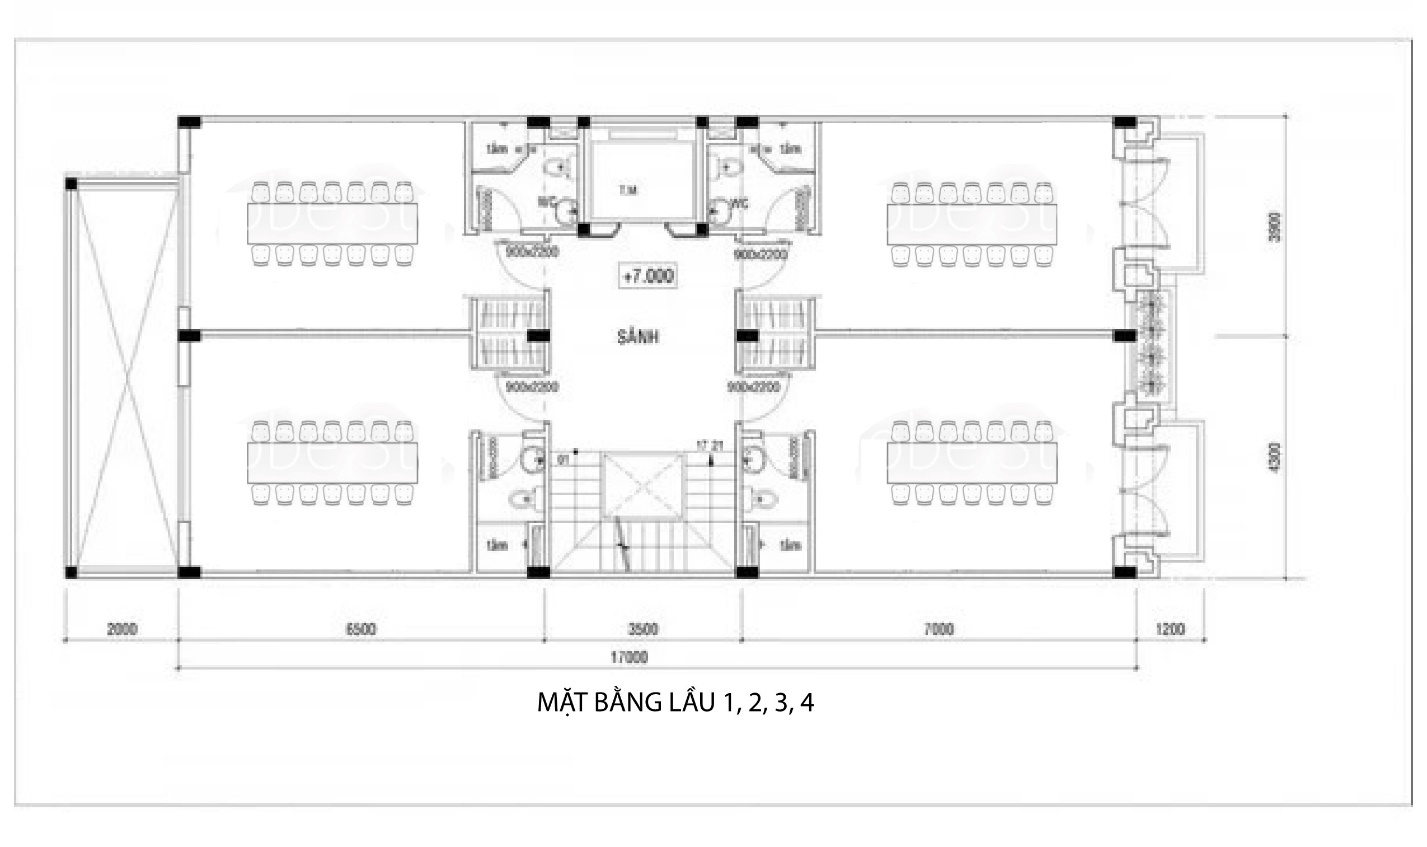 tắm
tắm
T.M
WC
WC
900x2200
900x2200
+7.000
SẢNH
3900
900x2200
900x2200
01
17 21
4300
tắm
tắm
2000
6500
3500
7000
1200
17000
MẶT BẰNG LẦU 1, 2, 3, 4